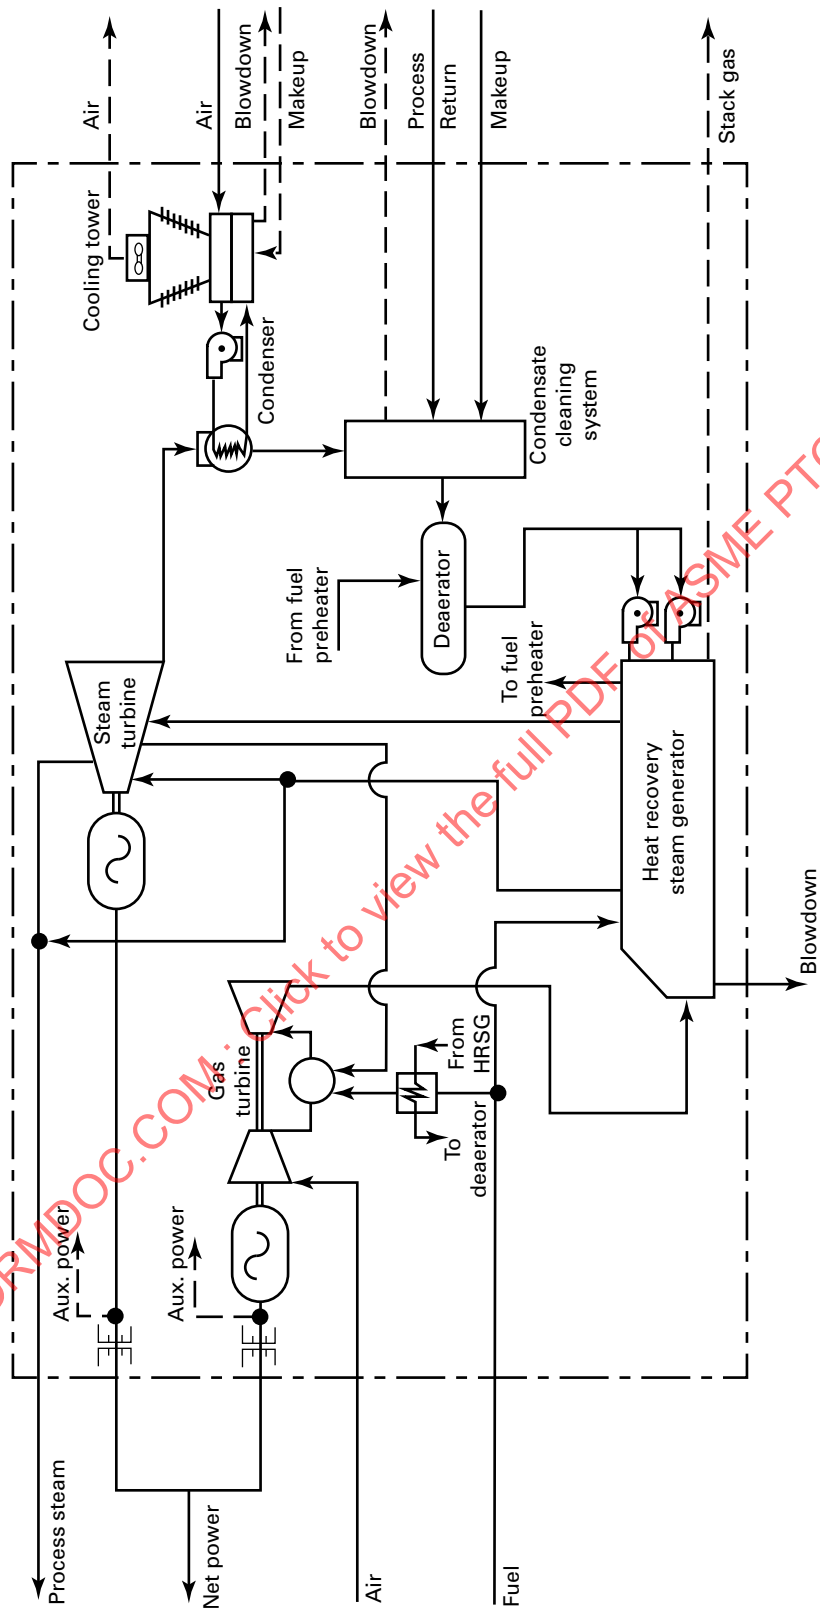 Air
Air
Blowdown
Makeup
Blowdown
Process
Return
Makeup
Stack gas
Cooling tower
Condenser
Condensate
cleaning
system
From fuel
preheater
Deaerator
To fuel
preheater
Steam
turbine
Heat recovery
steam generator
Blowdown
Gas
turbine
From
HRSG
To
deaerator
Aux. power
Aux. power
Process steam
Net power
Air
Fuel
RMDOC.COM : Click to view the full PDF of ASME PTC